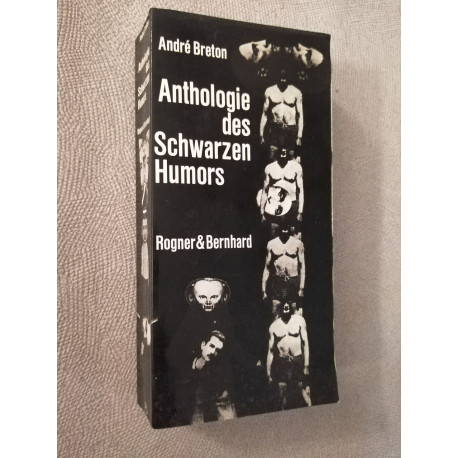 André Breton
Anthologie
des
Schwarzen
Humors
Rogner&Bernhard